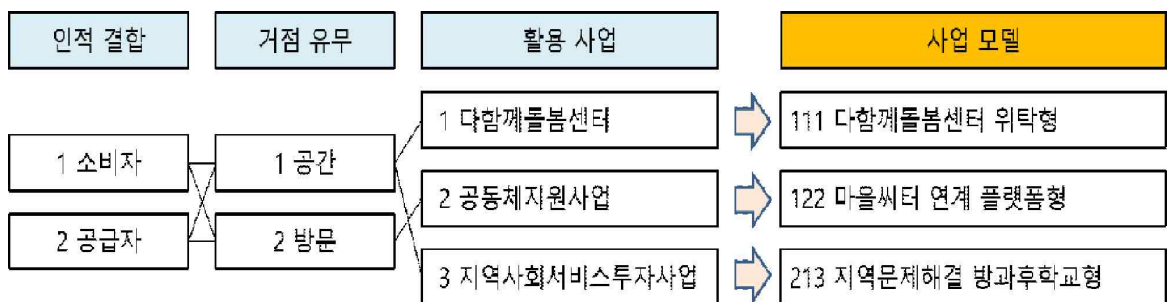 인적 결합
거점 유무
활용 사업
사업 모델
1 소비자
2 공급자
1 공간
2 방문
1 다함께돌봄센터
2 공동체지원사업
3 지역사회서비스투자사업
111 다함께돌봄센터 위탁형
122 마을씨터 연계 플랫폼형
213 지역문제해결 방과후학교형